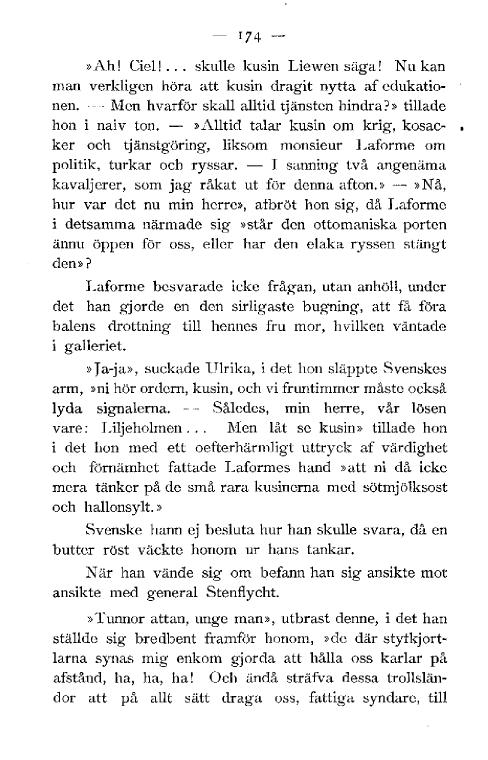 — 174 —
»Ah! Ciel!... skulle kusin Liewen säga! Nu kan
man verkligen höra att kusin dragit nytta af edukatio-
nen. — Men hvarför skall alltid tjänsten hindra?» tillade
hon i naiv ton. — »Alltid talar kusin om krig, kosac-
ker och tjänstgöring, liksom monsieur Laforme om
politik, turkar och ryssar. — I sanning två angenäma
kavaljerer, som jag råkat ut för denna afton.» — »Nå,
hur var det nu min herre», afbröt hon sig, då Laforme
i detsamma närmade sig »står den ottomaniska porten
ännu öppen för oss, eller har den elaka ryssen stängt
den»?
Laforme besvarade icke frågan, utan anhöll, under
det han gjorde en den sirligaste bugning, att få föra
balens drottning till hennes fru mor, hvilken väntade
i galleriet.
»Ja-ja», suckade Ulrika, i det hon släppte Svenskes
arm, »ni hör ordern, kusin, och vi fruntimmer måste också
lyda signalerna. -- Således, min herre, vår lösen
vare: Liljeholmen... Men låt se kusin» tillade hon
i det hon med ett oefterhärmligt uttryck af värdighet
och förnämhet fattade Laformes hand »att ni då icke
mera tänker på de små rara kusinerna med sötmjölksost
och hallonsylt.»
Svenske hann ej besluta hur han skulle svara, då en
butter röst väckte honom ur hans tankar.
När han vände sig om befann han sig ansikte mot
ansikte med general Stenflycht.
»Tunnor attan, unge man», utbrast denne, i det han
ställde sig bredbent framför honom, »de där styfkjort-
larna synas mig enkom gjorda att hålla oss karlar på
afstånd, ha, ha, ha! Och ändå sträfva dessa trollslän-
dor att på allt sätt draga oss, fattiga syndare, till